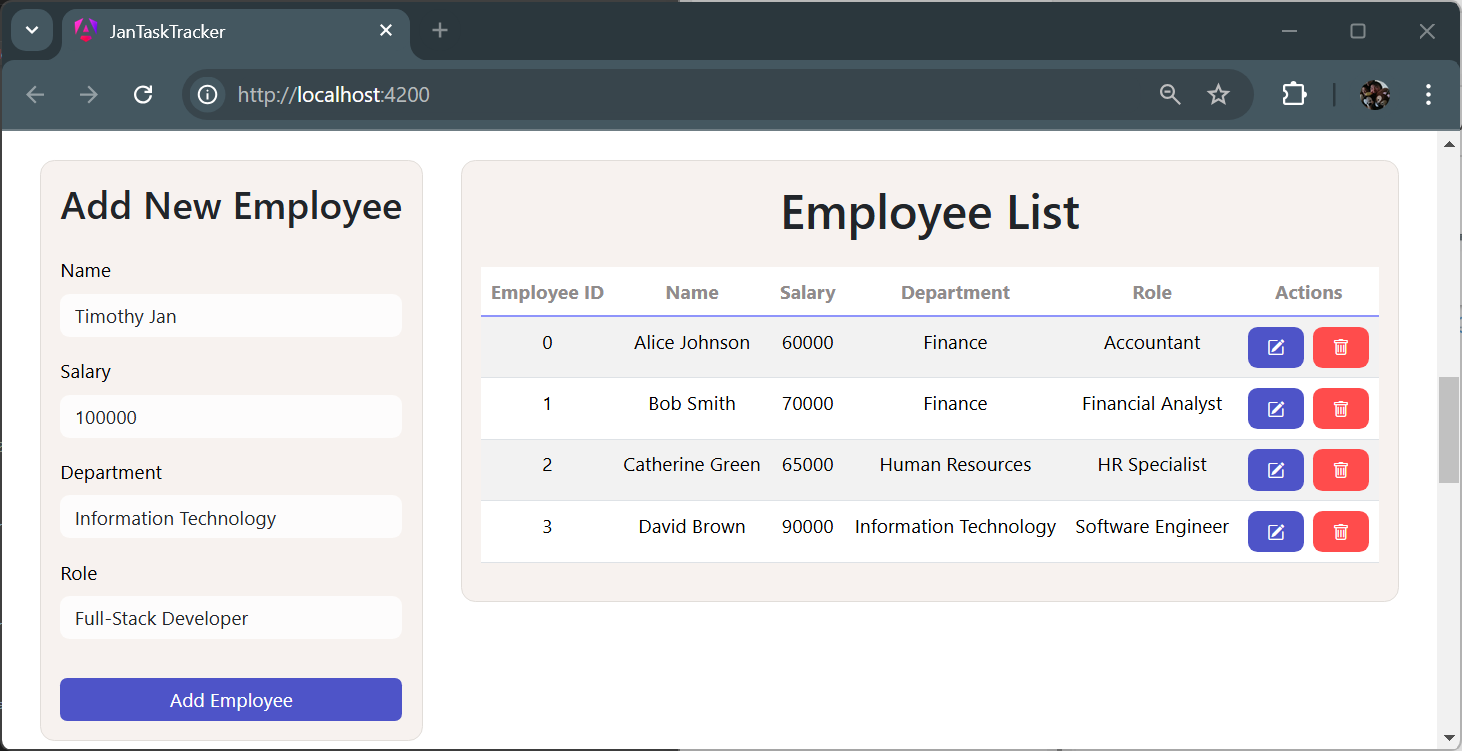 JanTaskTracker
http://localhost:4200
Add New Employee
Name
Timothy Jan
Salary
100000
Department
Information Technology
Role
Full-Stack Developer
Add Employee
Employee List
Employee ID Name Salary Department Role Actions
0 Alice Johnson 60000 Finance Accountant
1 Bob Smith 70000 Finance Financial Analyst
2 Catherine Green 65000 Human Resources HR Specialist
3 David Brown 90000 Information Technology Software Engineer